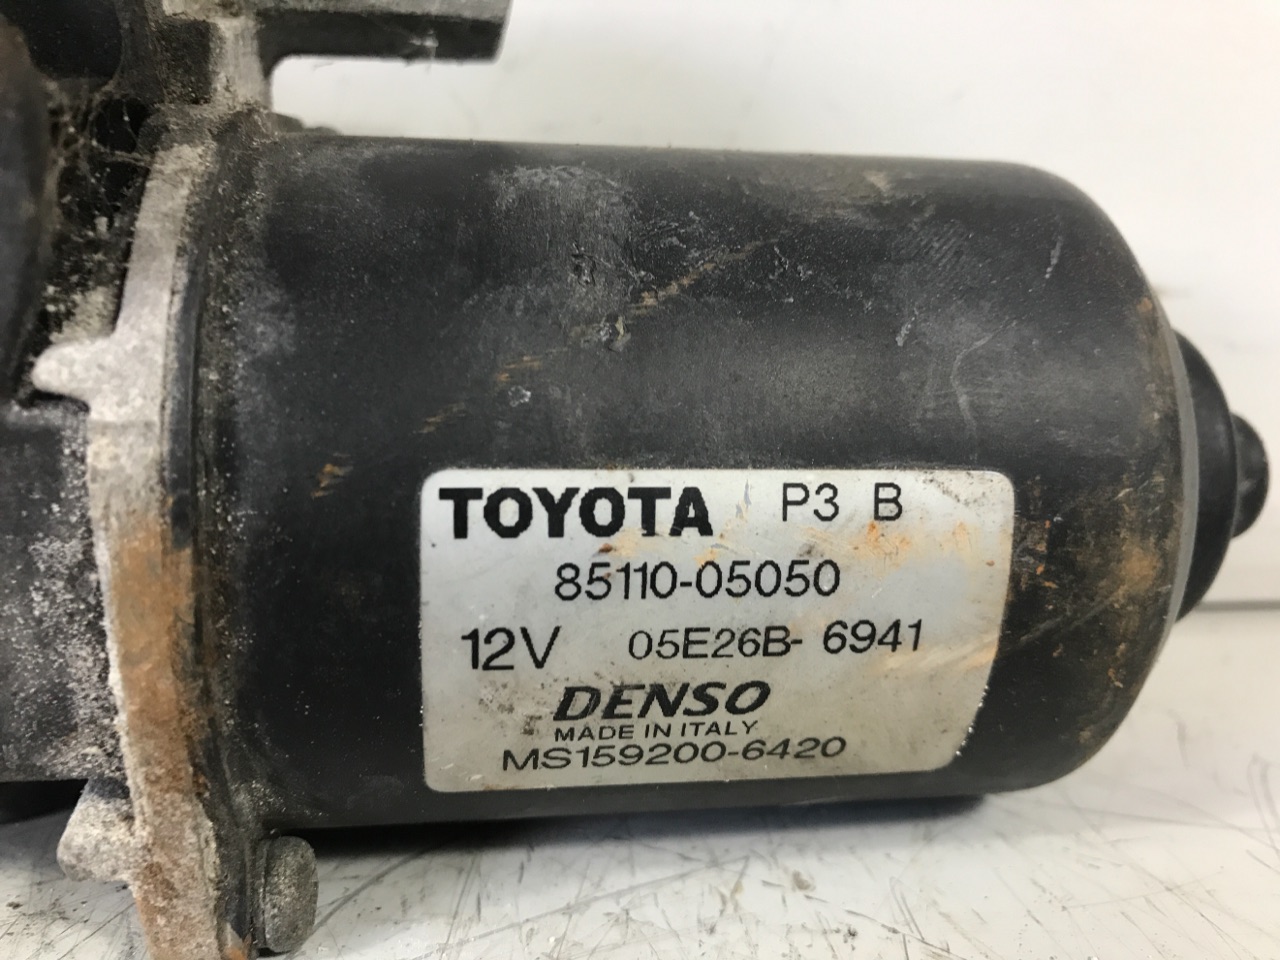 TOYOTA P3 B
85110-05050
12V 05E26B-6941
DENSO
MADE IN ITALY
MS159200-6420